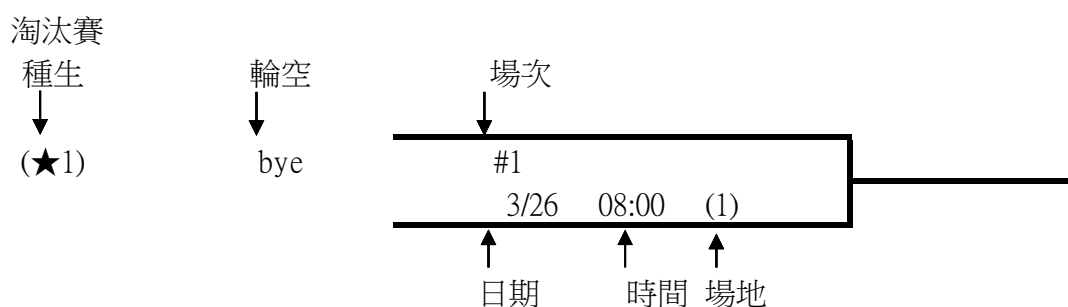 淘汰賽
種生 輪空 場次
(★1) bye #1
3/26 08:00 (1)
日期 時間 場地